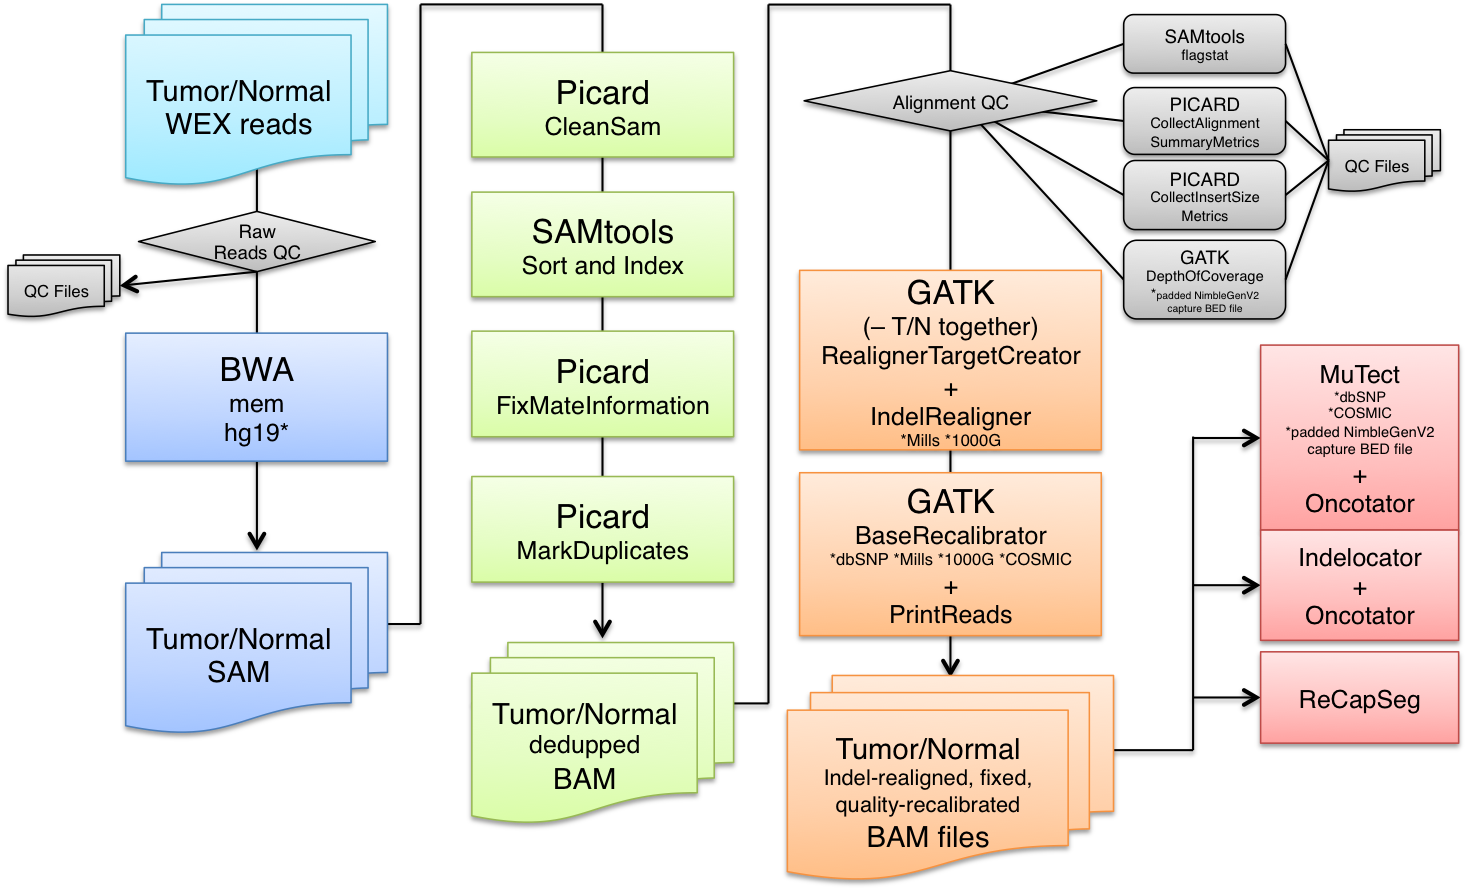 Tumor/Normal
WEX reads
Raw
Reads QC
QC Files
BWA
mem
hg19*
Tumor/Normal
SAM
Picard
CleanSam
SAMtools
Sort and Index
Picard
FixMateInformation
Picard
MarkDuplicates
Tumor/Normal
dedupped
BAM
Alignment QC
SAMtools
flagstat
PICARD
CollectAlignment
SummaryMetrics
PICARD
CollectInsertSize
Metrics
GATK
DepthOfCoverage
*padded NimbleGenV2
capture BED file
QC Files
GATK
(– T/N together)
RealignerTargetCreator
+
IndelRealigner
*Mills *1000G
GATK
BaseRecalibrator
*dbSNP *Mills *1000G *COSMIC
+
PrintReads
Tumor/Normal
Indel-realigned, fixed,
quality-recalibrated
BAM files
MuTect
*dbSNP
*COSMIC
*padded NimbleGenV2
capture BED file
+
Oncotator
Indelocator
+
Oncotator
ReCapSeg